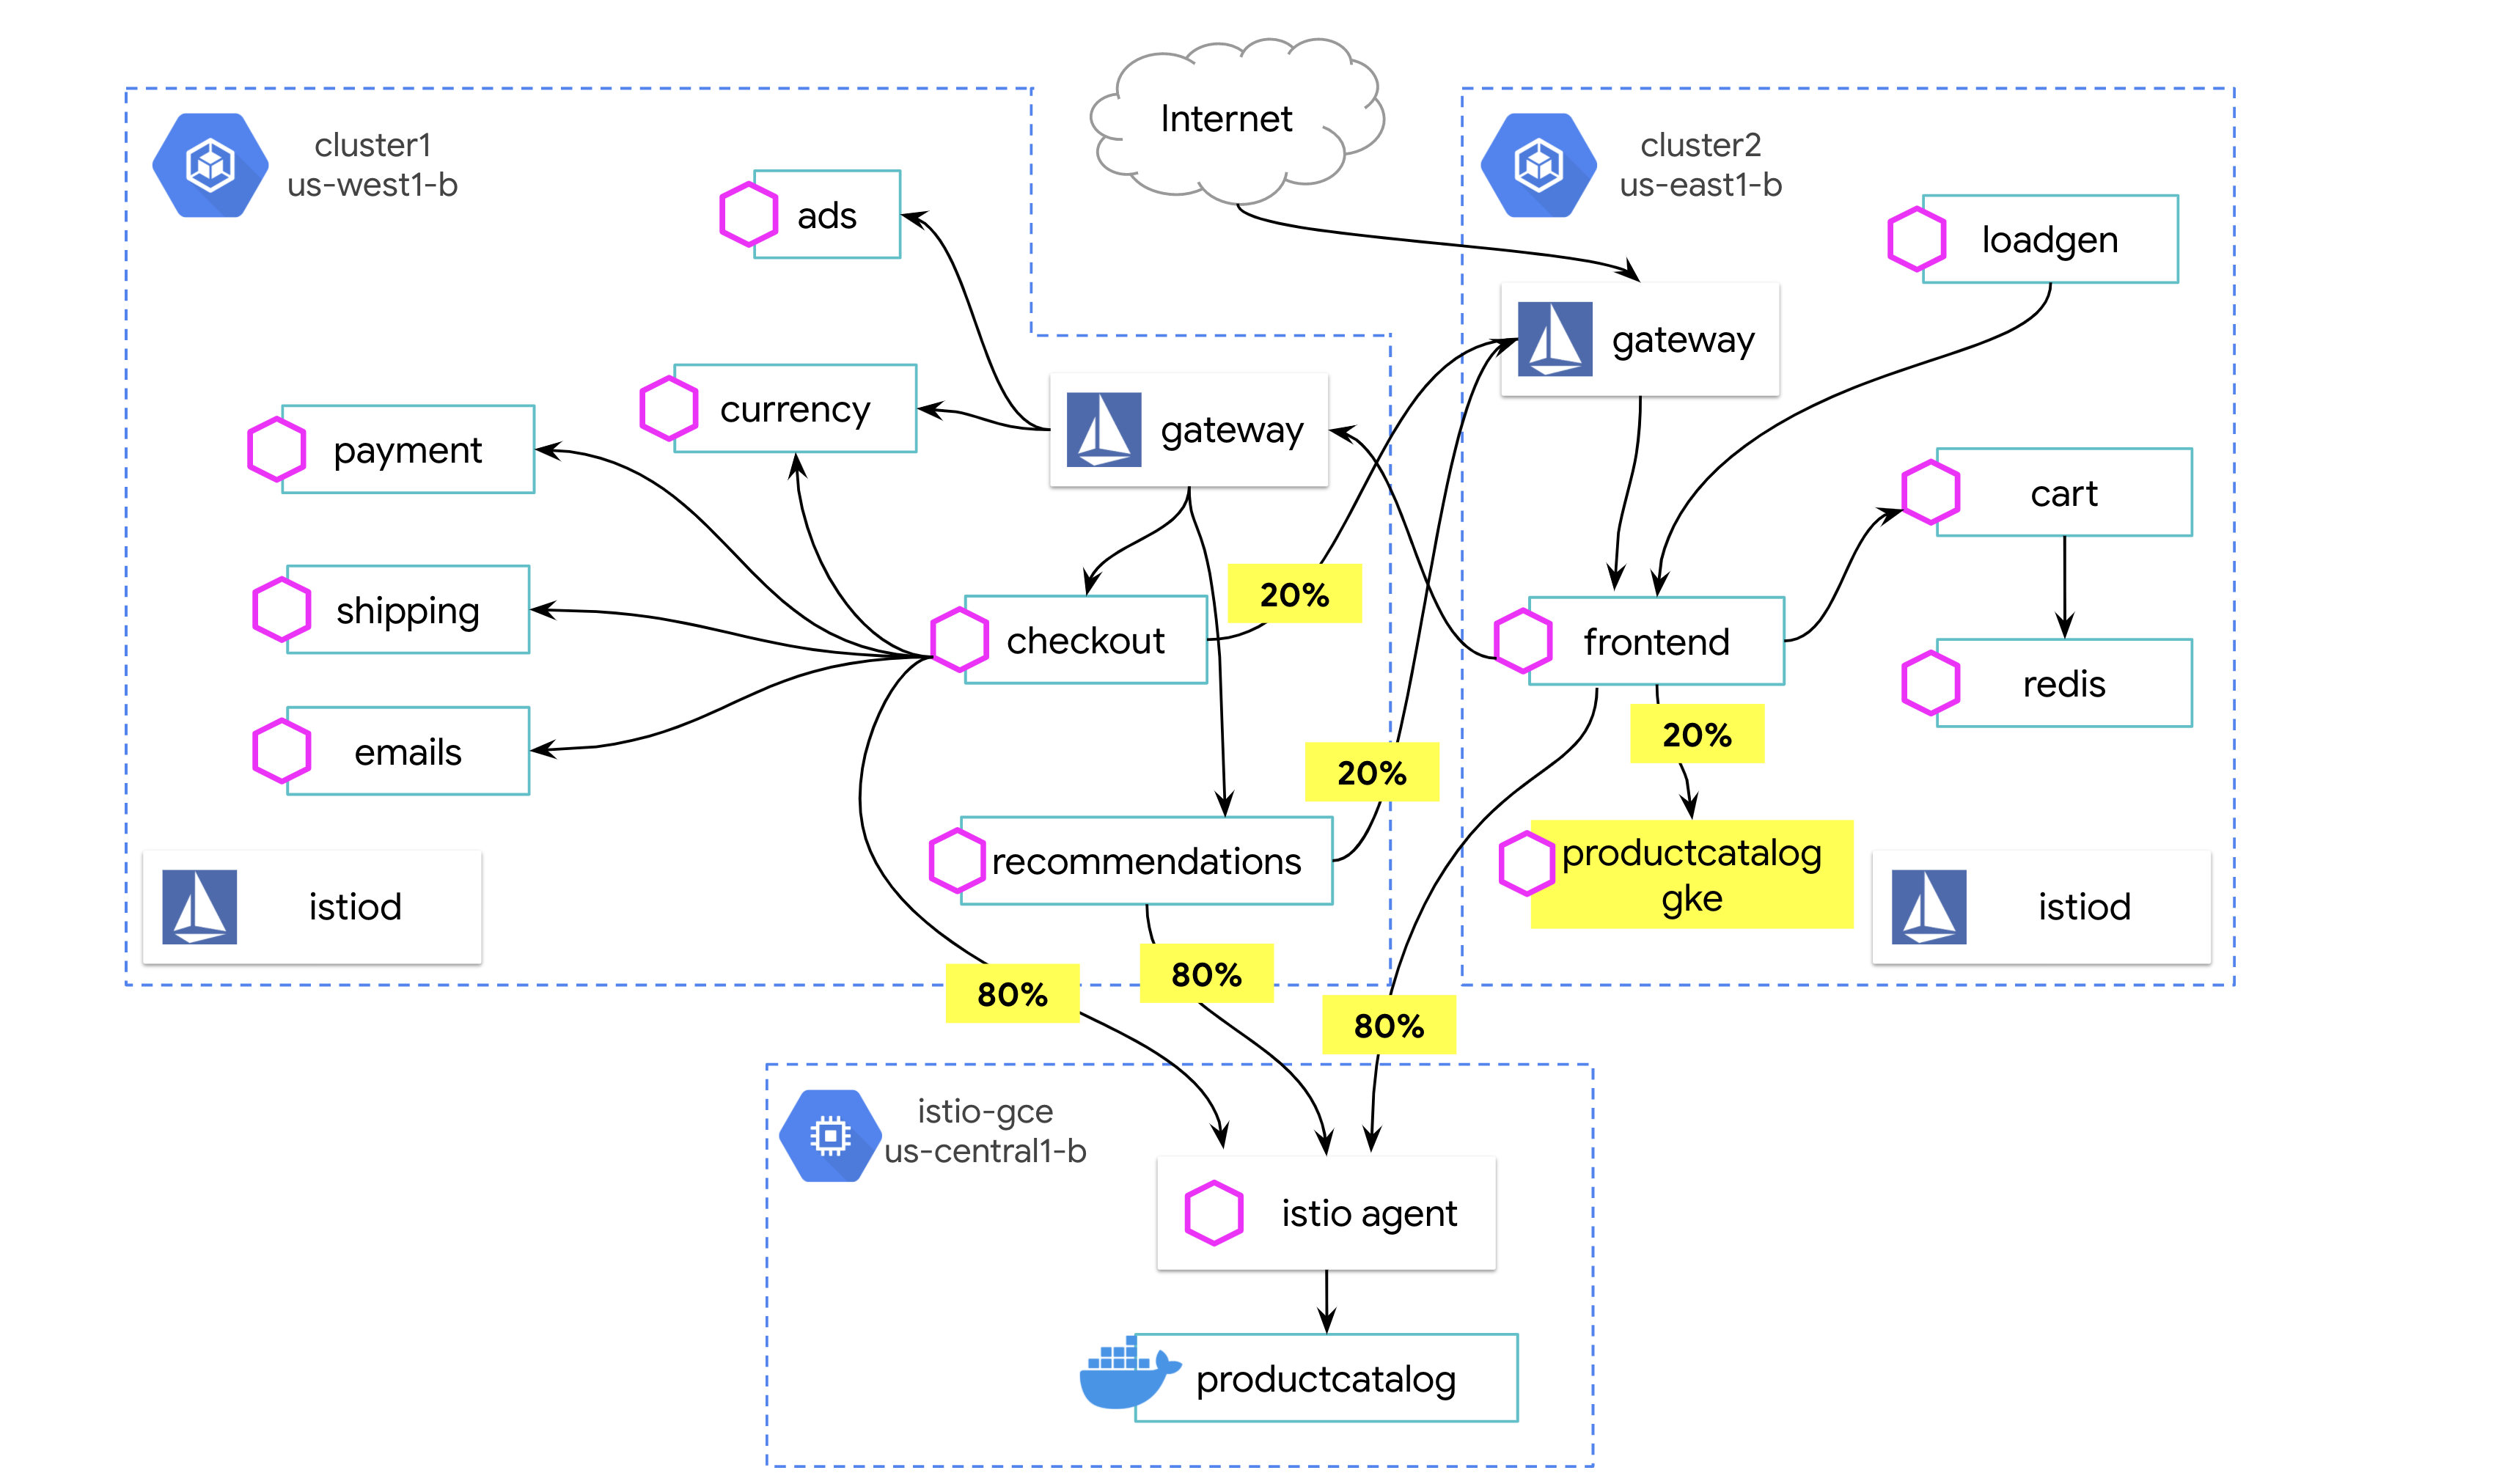 Internet
cluster1
us-west1-b
ads
currency
payment
gateway
shipping
checkout
20%
emails
recommendations
20%
istiod
80%
80%
cluster2
us-east1-b
loadgen
gateway
cart
frontend
redis
20%
productcatalog
gke
istiod
80%
istio-gce
us-central1-b
istio agent
productcatalog